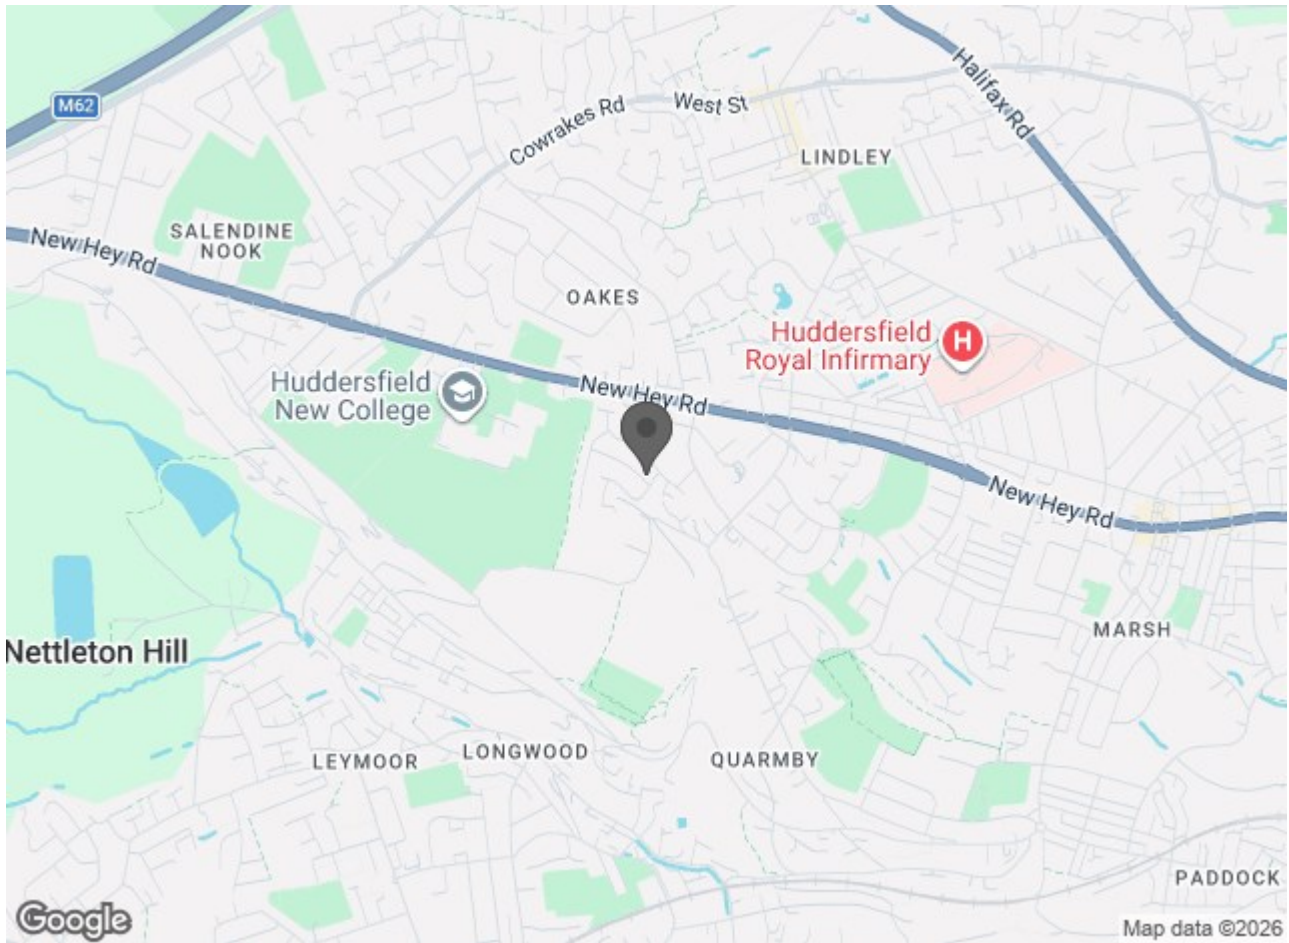 M62
Cowrakes Rd
West St
Halifax Rd
LINDLEY
SALENDINE
NOOK
New Hey Rd
OAKES
Huddersfield
Royal Infirmary
H
Huddersfield
New College
New Hey Rd
New Hey Rd
MARSH
Nettleton Hill
LEYMOOR
LONGWOOD
QUARMBY
PADDOCK
Google
Map data ©2026